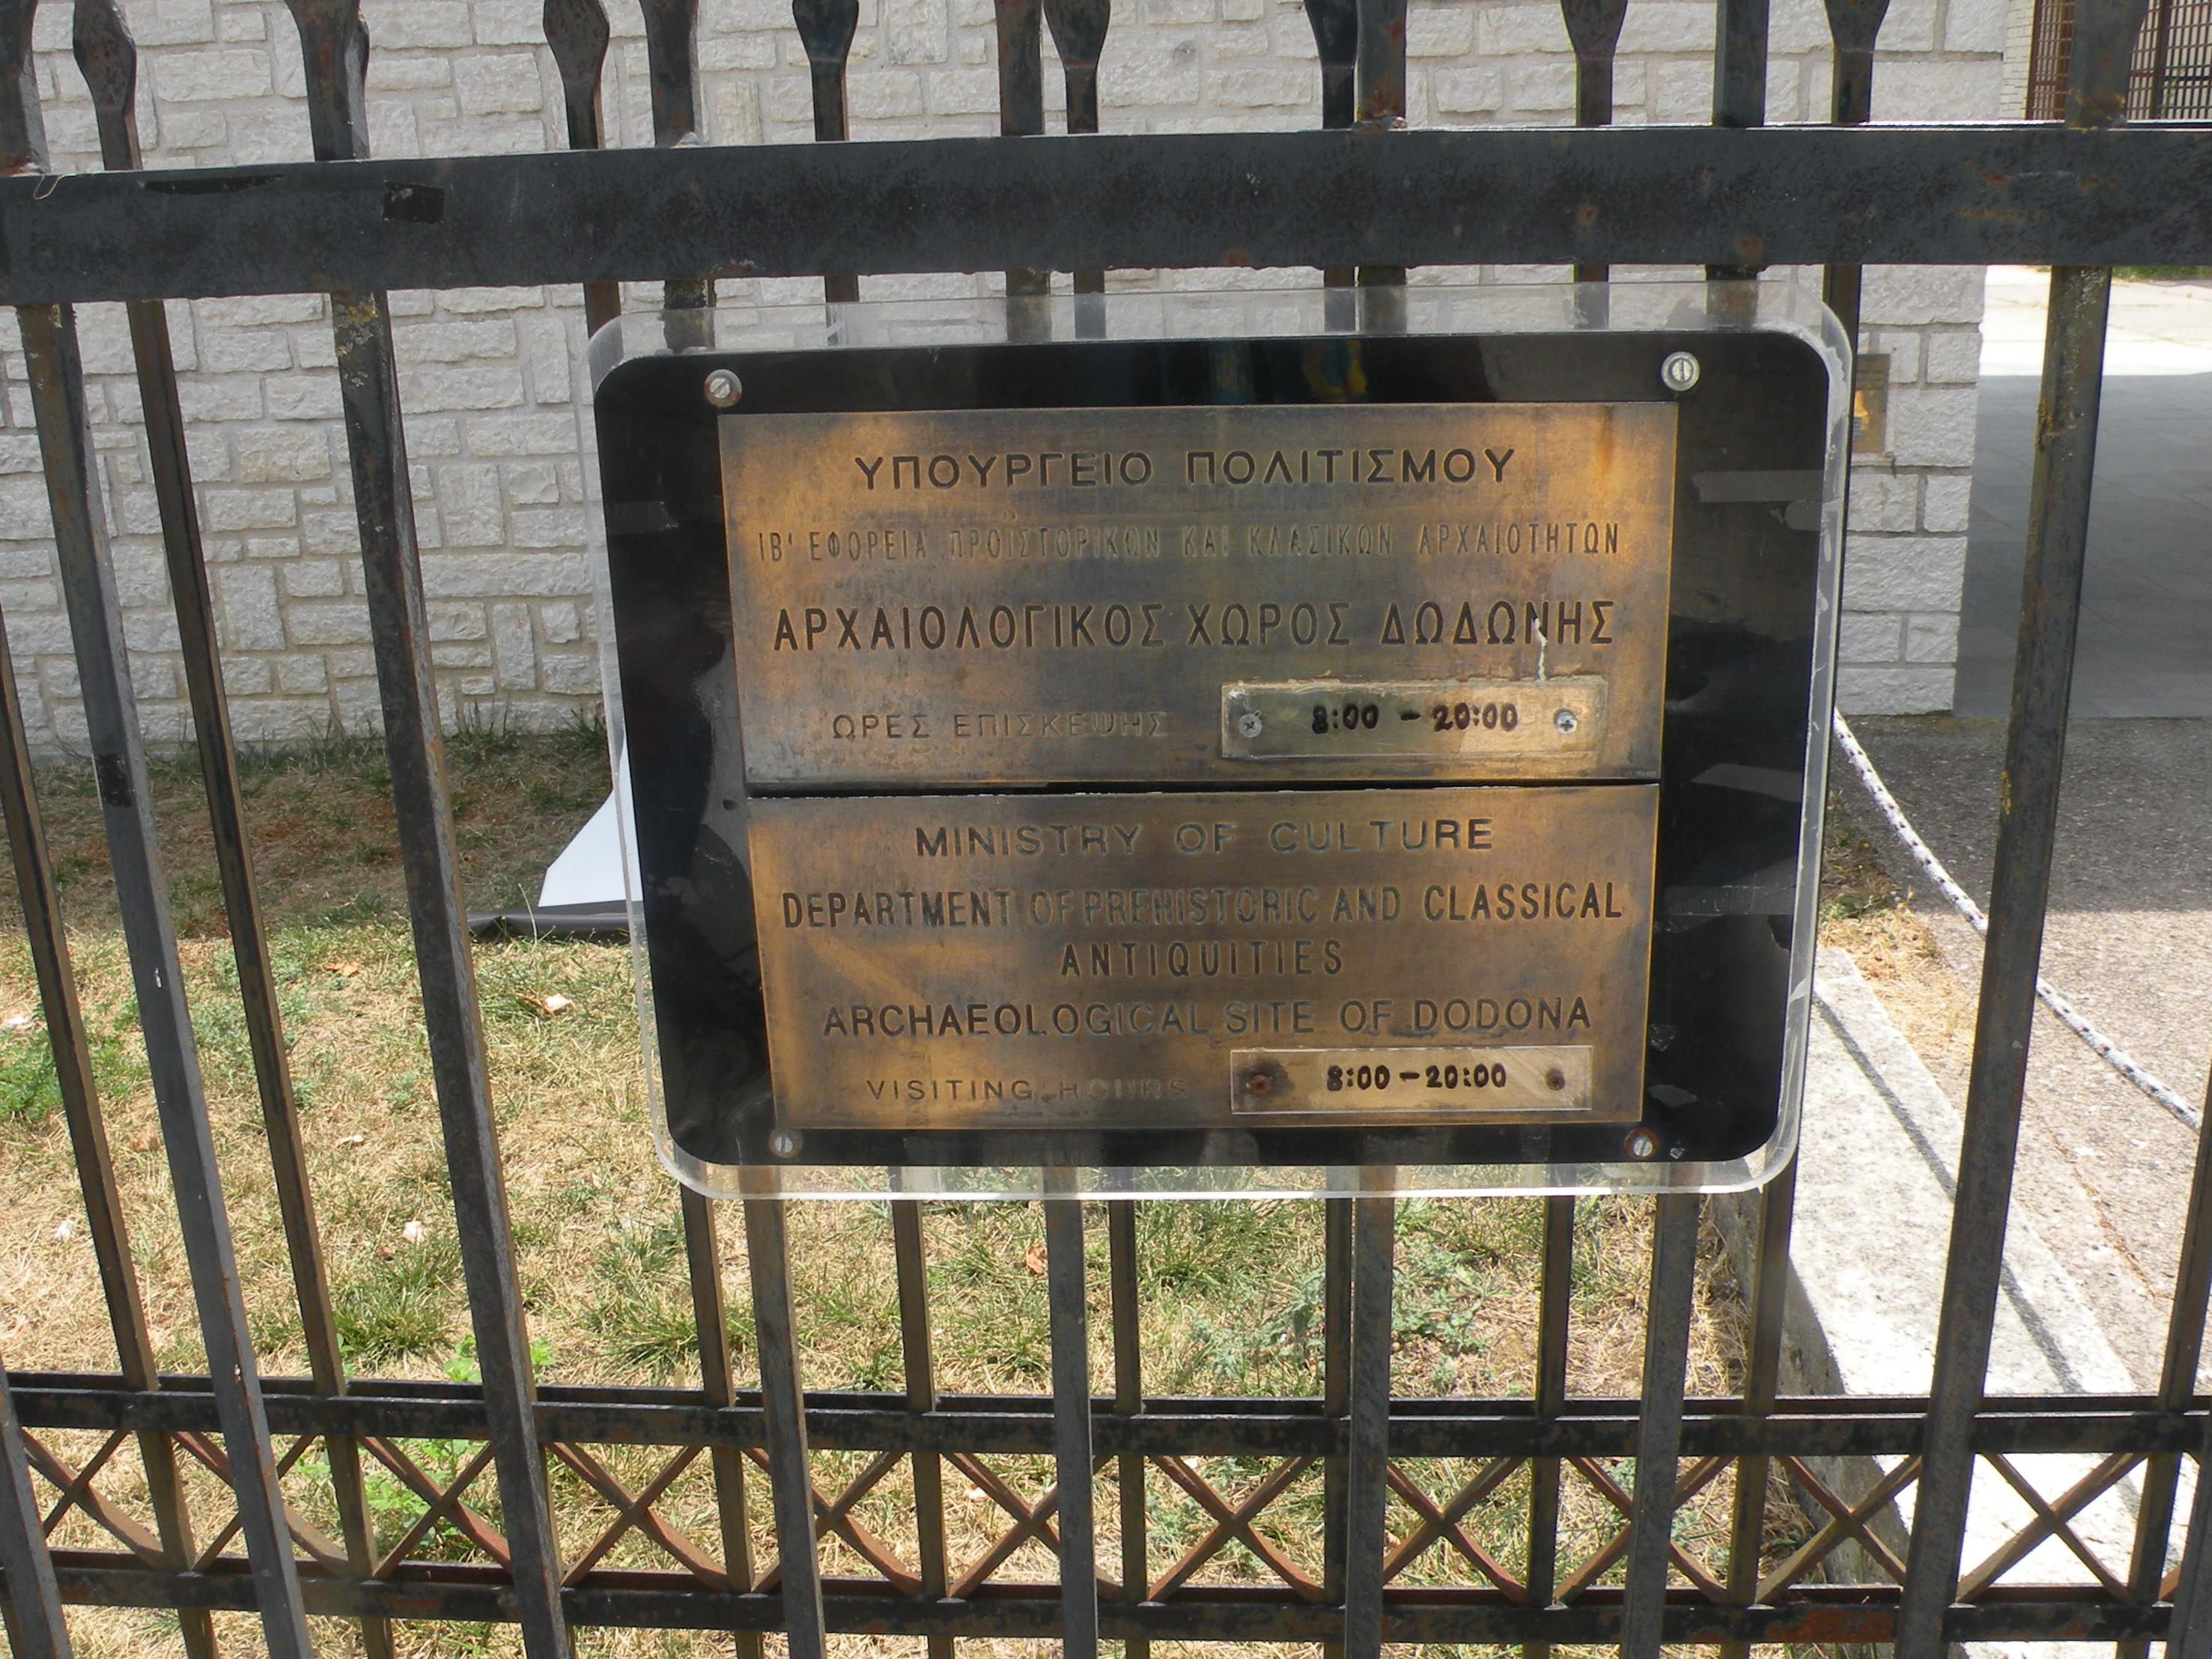 ΥΠΟΥΡΓΕΙΟ ΠΟΛΙΤΙΣΜΟΥ
ΙΒ' ΕΦΟΡΕΙΑ ΠΡΟΪΣΤΟΡΙΚΩΝ ΚΑΙ ΚΛΑΣΙΚΩΝ ΑΡΧΑΙΟΤΗΤΩΝ
ΑΡΧΑΙΟΛΟΓΙΚΟΣ ΧΩΡΟΣ ΔΩΔΩΝΗΣ
ΩΡΕΣ ΕΠΙΣΚΕΨΗΣ 8:00 – 20:00
MINISTRY OF CULTURE
DEPARTMENT OF PREHISTORIC AND CLASSICAL
ANTIQUITIES
ARCHAEOLOGICAL SITE OF DODONA
VISITING HOURS 8:00 – 20:00